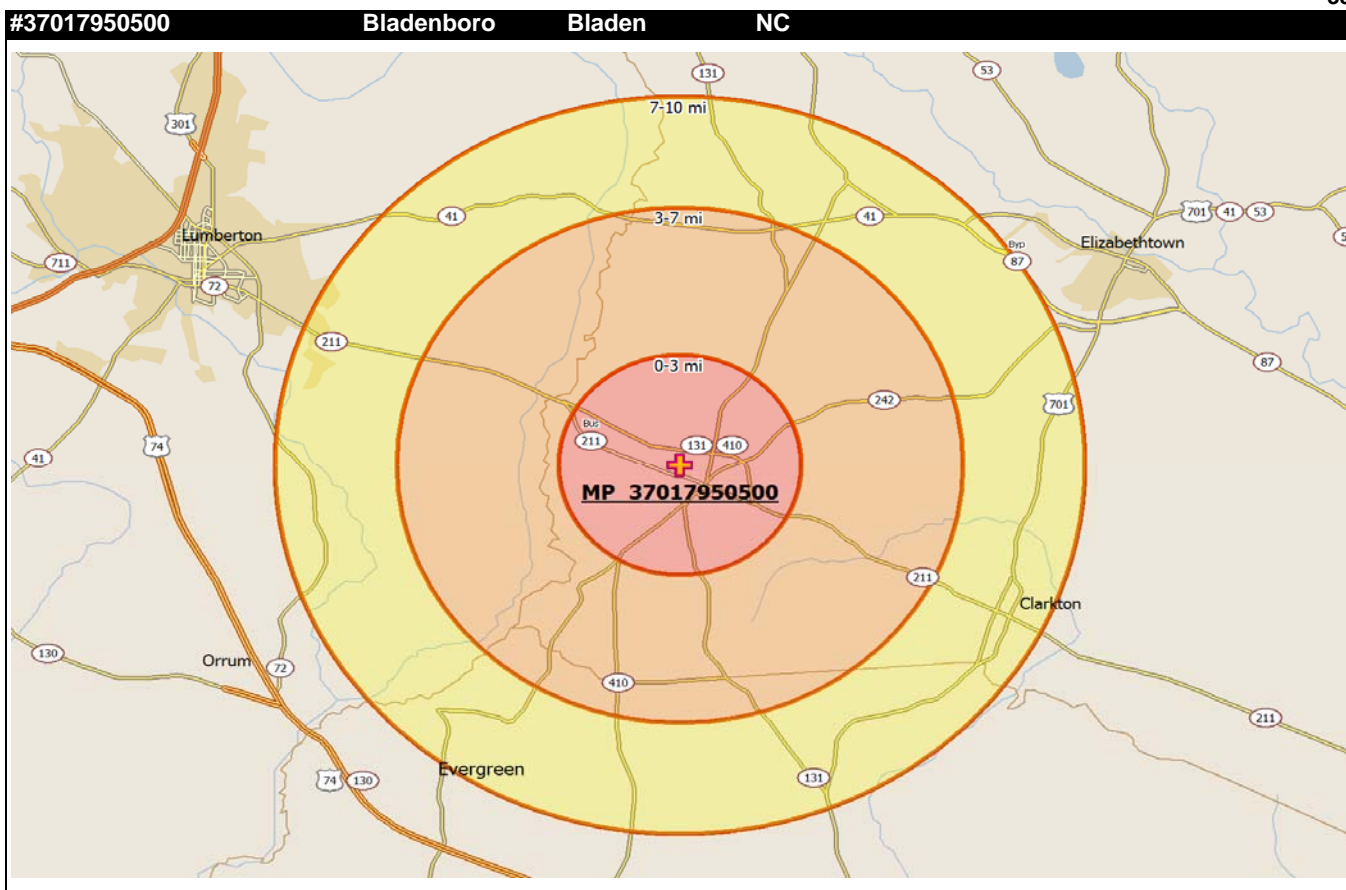 #37017950500 Bladenboro Bladen NC
131
53
7-10 mi
301
41
3-7 mi
41
701 41 53
Lumberton
Elizabethtown
Byp
87
711
72
211
0-3 mi
87
242
701
Bus
211
131 410
41
74
MP 37017950500
211
Clarkton
130
Orrum
72
410
211
Evergreen
74 130
131